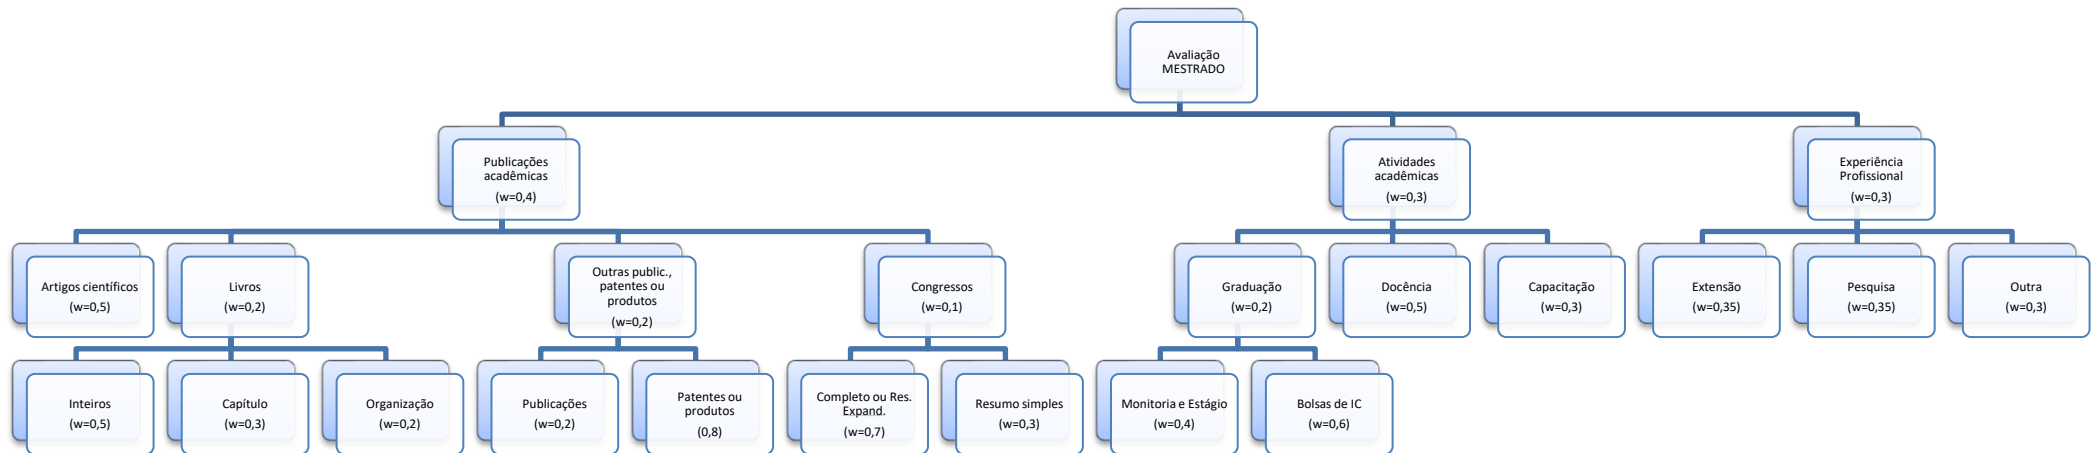 Avaliação
MESTRADO
Publicações
acadêmicas
(w=0,4)
Atividades
acadêmicas
(w=0,3)
Experiência
Profissional
(w=0,3)
Artigos científicos
(w=0,5)
Livros
(w=0,2)
Outras public.,
patentes ou
produtos
(w=0,2)
Congressos
(w=0,1)
Graduação
(w=0,2)
Docência
(w=0,5)
Capacitação
(w=0,3)
Extensão
(w=0,35)
Pesquisa
(w=0,35)
Outra
(w=0,3)
Inteiros
(w=0,5)
Capítulo
(w=0,3)
Organização
(w=0,2)
Publicações
(w=0,2)
Patentes ou
produtos
(0,8)
Completo ou Res.
Expand.
(w=0,7)
Resumo simples
(w=0,3)
Monitoria e Estágio
(w=0,4)
Bolsas de IC
(w=0,6)